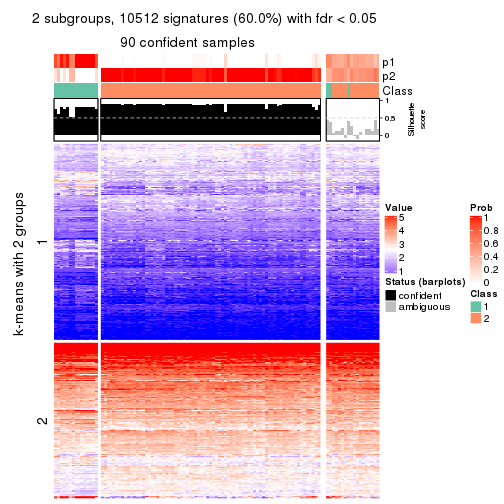 2 subgroups, 10512 signatures (60.0%) with fdr < 0.05
90 confident samples
p1
p2
Class
1
0.5
0
Silhouette
score
k-means with 2 groups
1
2
Value
5
4
3
2
1
Status (barplots)
confident
ambiguous
Prob
1
0.8
0.6
0.4
0.2
0
Class
1
2